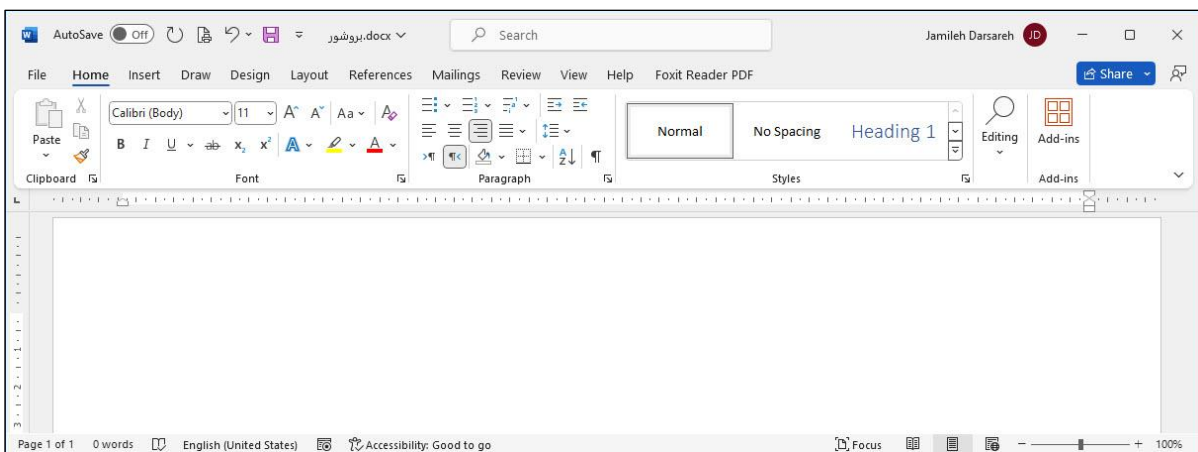 AutoSave Off بروشور.docx Search Jamileh Darsareh JD
File Home Insert Draw Design Layout References Mailings Review View Help Foxit Reader PDF Share
Calibri (Body) 11 A A Aa A
Paste B I U ab x₂ x² A A Normal No Spacing Heading 1 Editing Add-ins
Clipboard Font Paragraph Styles Add-ins
Page 1 of 1 0 words English (United States) Accessibility: Good to go Focus 100%